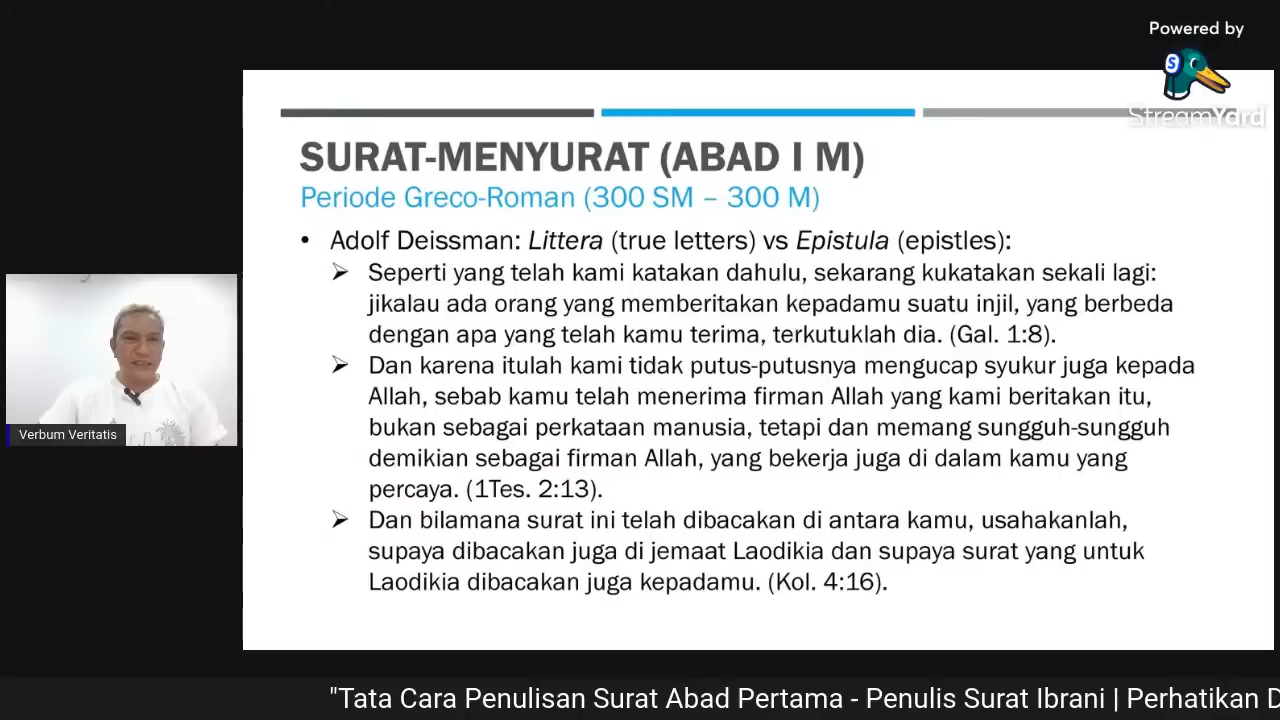 Powered by
S
StreamYard
SURAT-MENYURAT (ABAD I M)
Periode Greco-Roman (300 SM – 300 M)
• Adolf Deissman: Littera (true letters) vs Epistula (epistles):
➢ Seperti yang telah kami katakan dahulu, sekarang kukatakan sekali lagi:
jikalau ada orang yang memberitakan kepadamu suatu injil, yang berbeda
dengan apa yang telah kamu terima, terkutuklah dia. (Gal. 1:8).
➢ Dan karena itulah kami tidak putus-putusnya mengucap syukur juga kepada
Allah, sebab kamu telah menerima firman Allah yang kami beritakan itu,
bukan sebagai perkataan manusia, tetapi dan memang sungguh-sungguh
demikian sebagai firman Allah, yang bekerja juga di dalam kamu yang
percaya. (1Tes. 2:13).
➢ Dan bilamana surat ini telah dibacakan di antara kamu, usahakanlah,
supaya dibacakan juga di jemaat Laodikia dan supaya surat yang untuk
Laodikia dibacakan juga kepadamu. (Kol. 4:16).
Verbum Veritatis
"Tata Cara Penulisan Surat Abad Pertama - Penulis Surat Ibrani | Perhatikan D